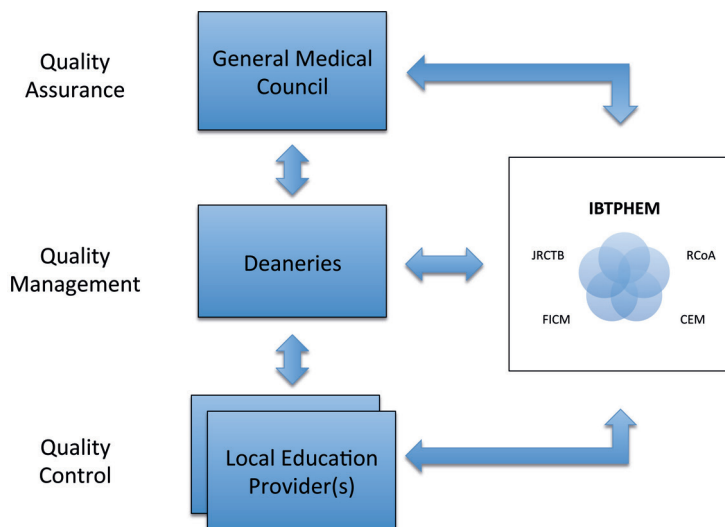 Quality
Assurance
General Medical
Council
IBTPHEM
JRCTB
RCoA
FICM
CEM
Quality
Management
Deaneries
Quality
Control
Local Education
Provider(s)